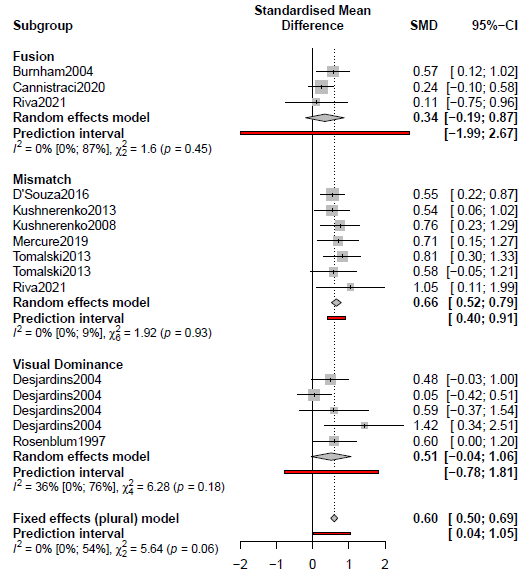 Standardised Mean
Subgroup Difference SMD 95%−CI
Fusion
Burnham2004 0.57 [ 0.12; 1.02]
Cannistraci2020 0.24 [−0.10; 0.58]
Riva2021 0.11 [−0.75; 0.96]
Random effects model 0.34 [−0.19; 0.87]
Prediction interval [−1.99; 2.67]
I² = 0% [0%; 87%], χ²₂ = 1.6 (p = 0.45)
Mismatch
D'Souza2016 0.55 [ 0.22; 0.87]
Kushnerenko2013 0.54 [ 0.06; 1.02]
Kushnerenko2008 0.76 [ 0.23; 1.29]
Mercure2019 0.71 [ 0.15; 1.27]
Tomalski2013 0.81 [ 0.30; 1.33]
Tomalski2013 0.58 [−0.05; 1.21]
Riva2021 1.05 [ 0.11; 1.99]
Random effects model 0.66 [ 0.52; 0.79]
Prediction interval [ 0.40; 0.91]
I² = 0% [0%; 9%], χ²₆ = 1.92 (p = 0.93)
Visual Dominance
Desjardins2004 0.48 [−0.03; 1.00]
Desjardins2004 0.05 [−0.42; 0.51]
Desjardins2004 0.59 [−0.37; 1.54]
Desjardins2004 1.42 [ 0.34; 2.51]
Rosenblum1997 0.60 [ 0.00; 1.20]
Random effects model 0.51 [−0.04; 1.06]
Prediction interval [−0.78; 1.81]
I² = 36% [0%; 76%], χ²₄ = 6.28 (p = 0.18)
Fixed effects (plural) model 0.60 [ 0.50; 0.69]
Prediction interval [ 0.04; 1.05]
I² = 0% [0%; 54%], χ²₂ = 5.64 (p = 0.06)
−2 −1 0 1 2